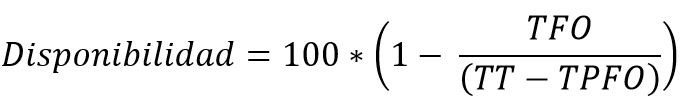 Disponibilidad = 100 * (1 − TFO / (TT − TPFO))